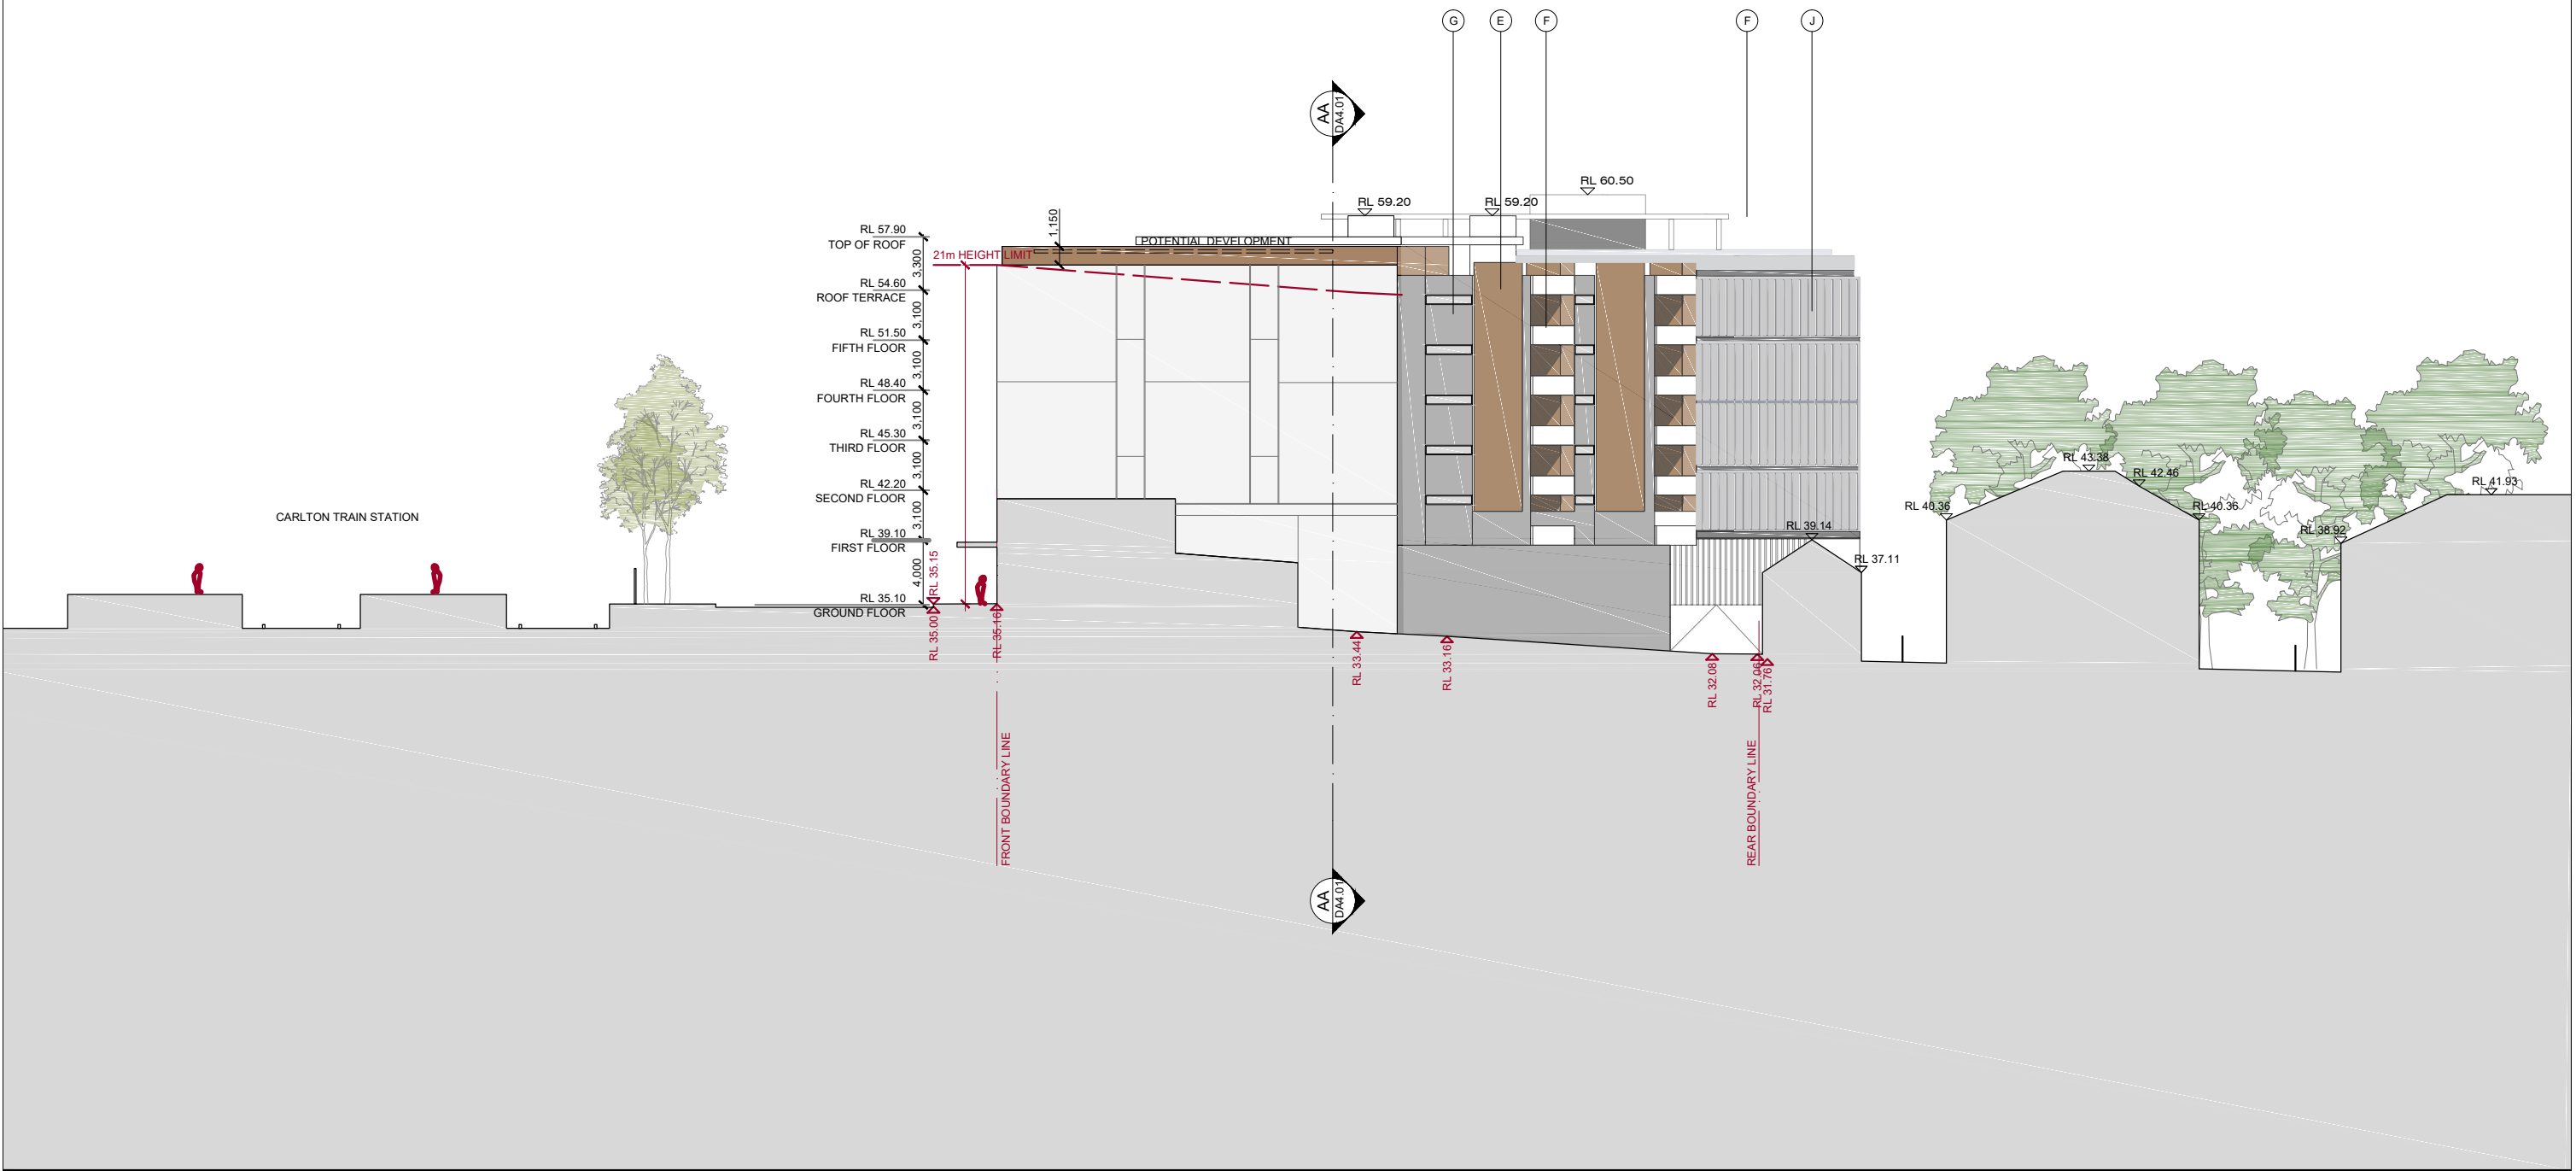 G E F F J
AA
DA4.01
RL 60.50
RL 59.20
RL 59.20
1,150
RL 57.90
TOP OF ROOF
POTENTIAL DEVELOPMENT
21m HEIGHT LIMIT
3,300
RL 54.60
ROOF TERRACE
3,100
RL 51.50
FIFTH FLOOR
3,100
RL 48.40
FOURTH FLOOR
3,100
RL 45.30
THIRD FLOOR
3,100
RL 42.20
SECOND FLOOR
3,100
RL 39.10
FIRST FLOOR
4,000
RL 35.10
GROUND FLOOR
CARLTON TRAIN STATION
RL 35.15
RL 35.00
RL 35.16
RL 33.44
RL 33.16
RL 32.08
RL 32.06
RL 31.76
RL 39.14
RL 37.11
RL 40.36
RL 43.38
RL 42.46
RL 40.36
RL 38.92
RL 41.93
FRONT BOUNDARY LINE
REAR BOUNDARY LINE
AA
DA4.01